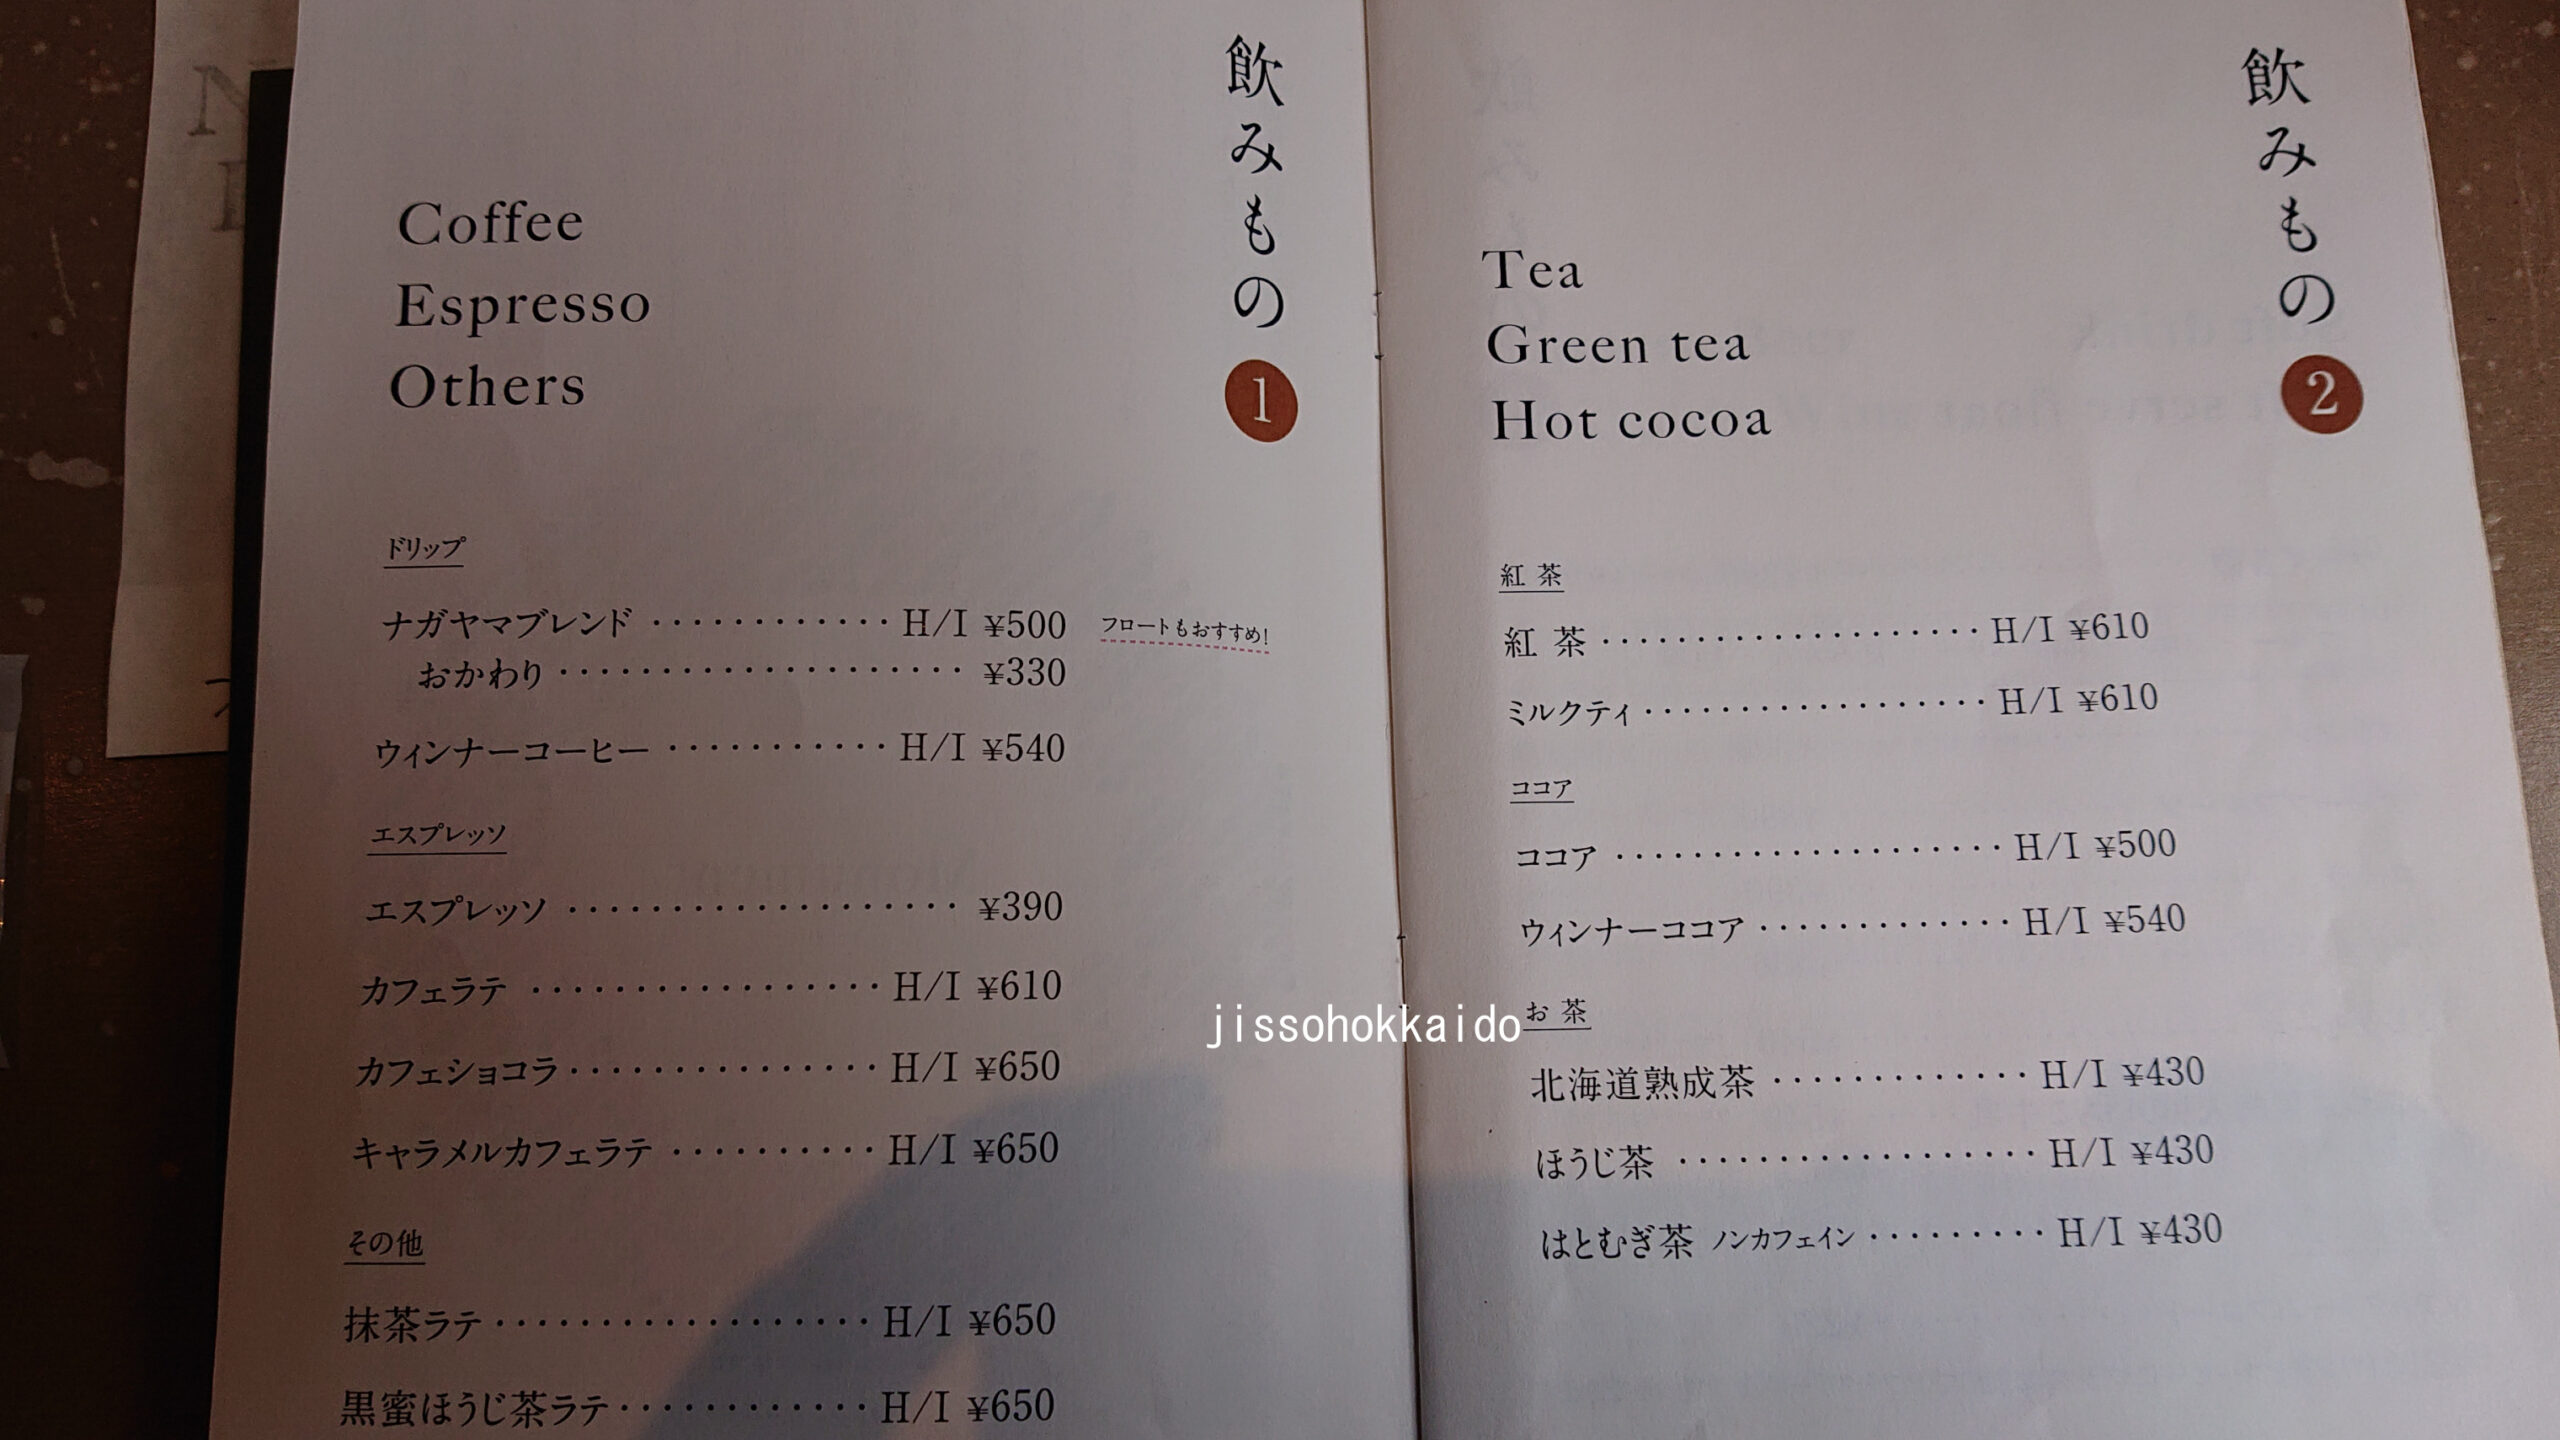 飲みもの
1
Coffee
Espresso
Others
ドリップ
ナガヤマブレンド ············ H/I ¥500 フロートもおすすめ!
おかわり ···················· ¥330
ウィンナーコーヒー ··········· H/I ¥540
エスプレッソ
エスプレッソ ··················· ¥390
カフェラテ ················· H/I ¥610
カフェショコラ ··············· H/I ¥650
キャラメルカフェラテ ·········· H/I ¥650
その他
抹茶ラテ ·················· H/I ¥650
黒蜜ほうじ茶ラテ ············ H/I ¥650
飲みもの
2
Tea
Green tea
Hot cocoa
紅茶
紅茶 ···················· H/I ¥610
ミルクティ ·················· H/I ¥610
ココア
ココア ···················· H/I ¥500
ウィンナーココア ············· H/I ¥540
お茶
北海道熟成茶 ·············· H/I ¥430
ほうじ茶 ··················· H/I ¥430
はとむぎ茶 ノンカフェイン ········· H/I ¥430
jissohokkaido